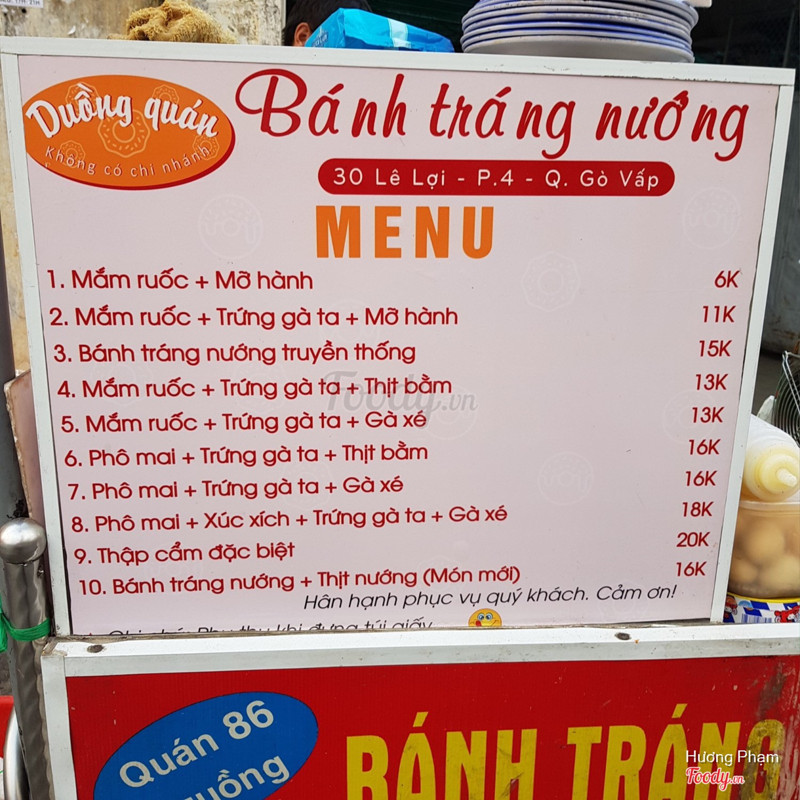 Duồng quán
Không có chi nhánh
Bánh tráng nướng
30 Lê Lợi - P.4 - Q. Gò Vấp
MENU
1. Mắm ruốc + Mỡ hành 6K
2. Mắm ruốc + Trứng gà ta + Mỡ hành 11K
3. Bánh tráng nướng truyền thống 15K
4. Mắm ruốc + Trứng gà ta + Thịt bằm 13K
5. Mắm ruốc + Trứng gà ta + Gà xé 13K
6. Phô mai + Trứng gà ta + Thịt bằm 16K
7. Phô mai + Trứng gà ta + Gà xé 16K
8. Phô mai + Xúc xích + Trứng gà ta + Gà xé 18K
9. Thập cẩm đặc biệt 20K
10. Bánh tráng nướng + Thịt nướng (Món mới) 16K
Hân hạnh phục vụ quý khách. Cảm ơn!
Foody.vn
Quán 86
BÁNH TRÁNG
Hương Phạm
Foody.vn